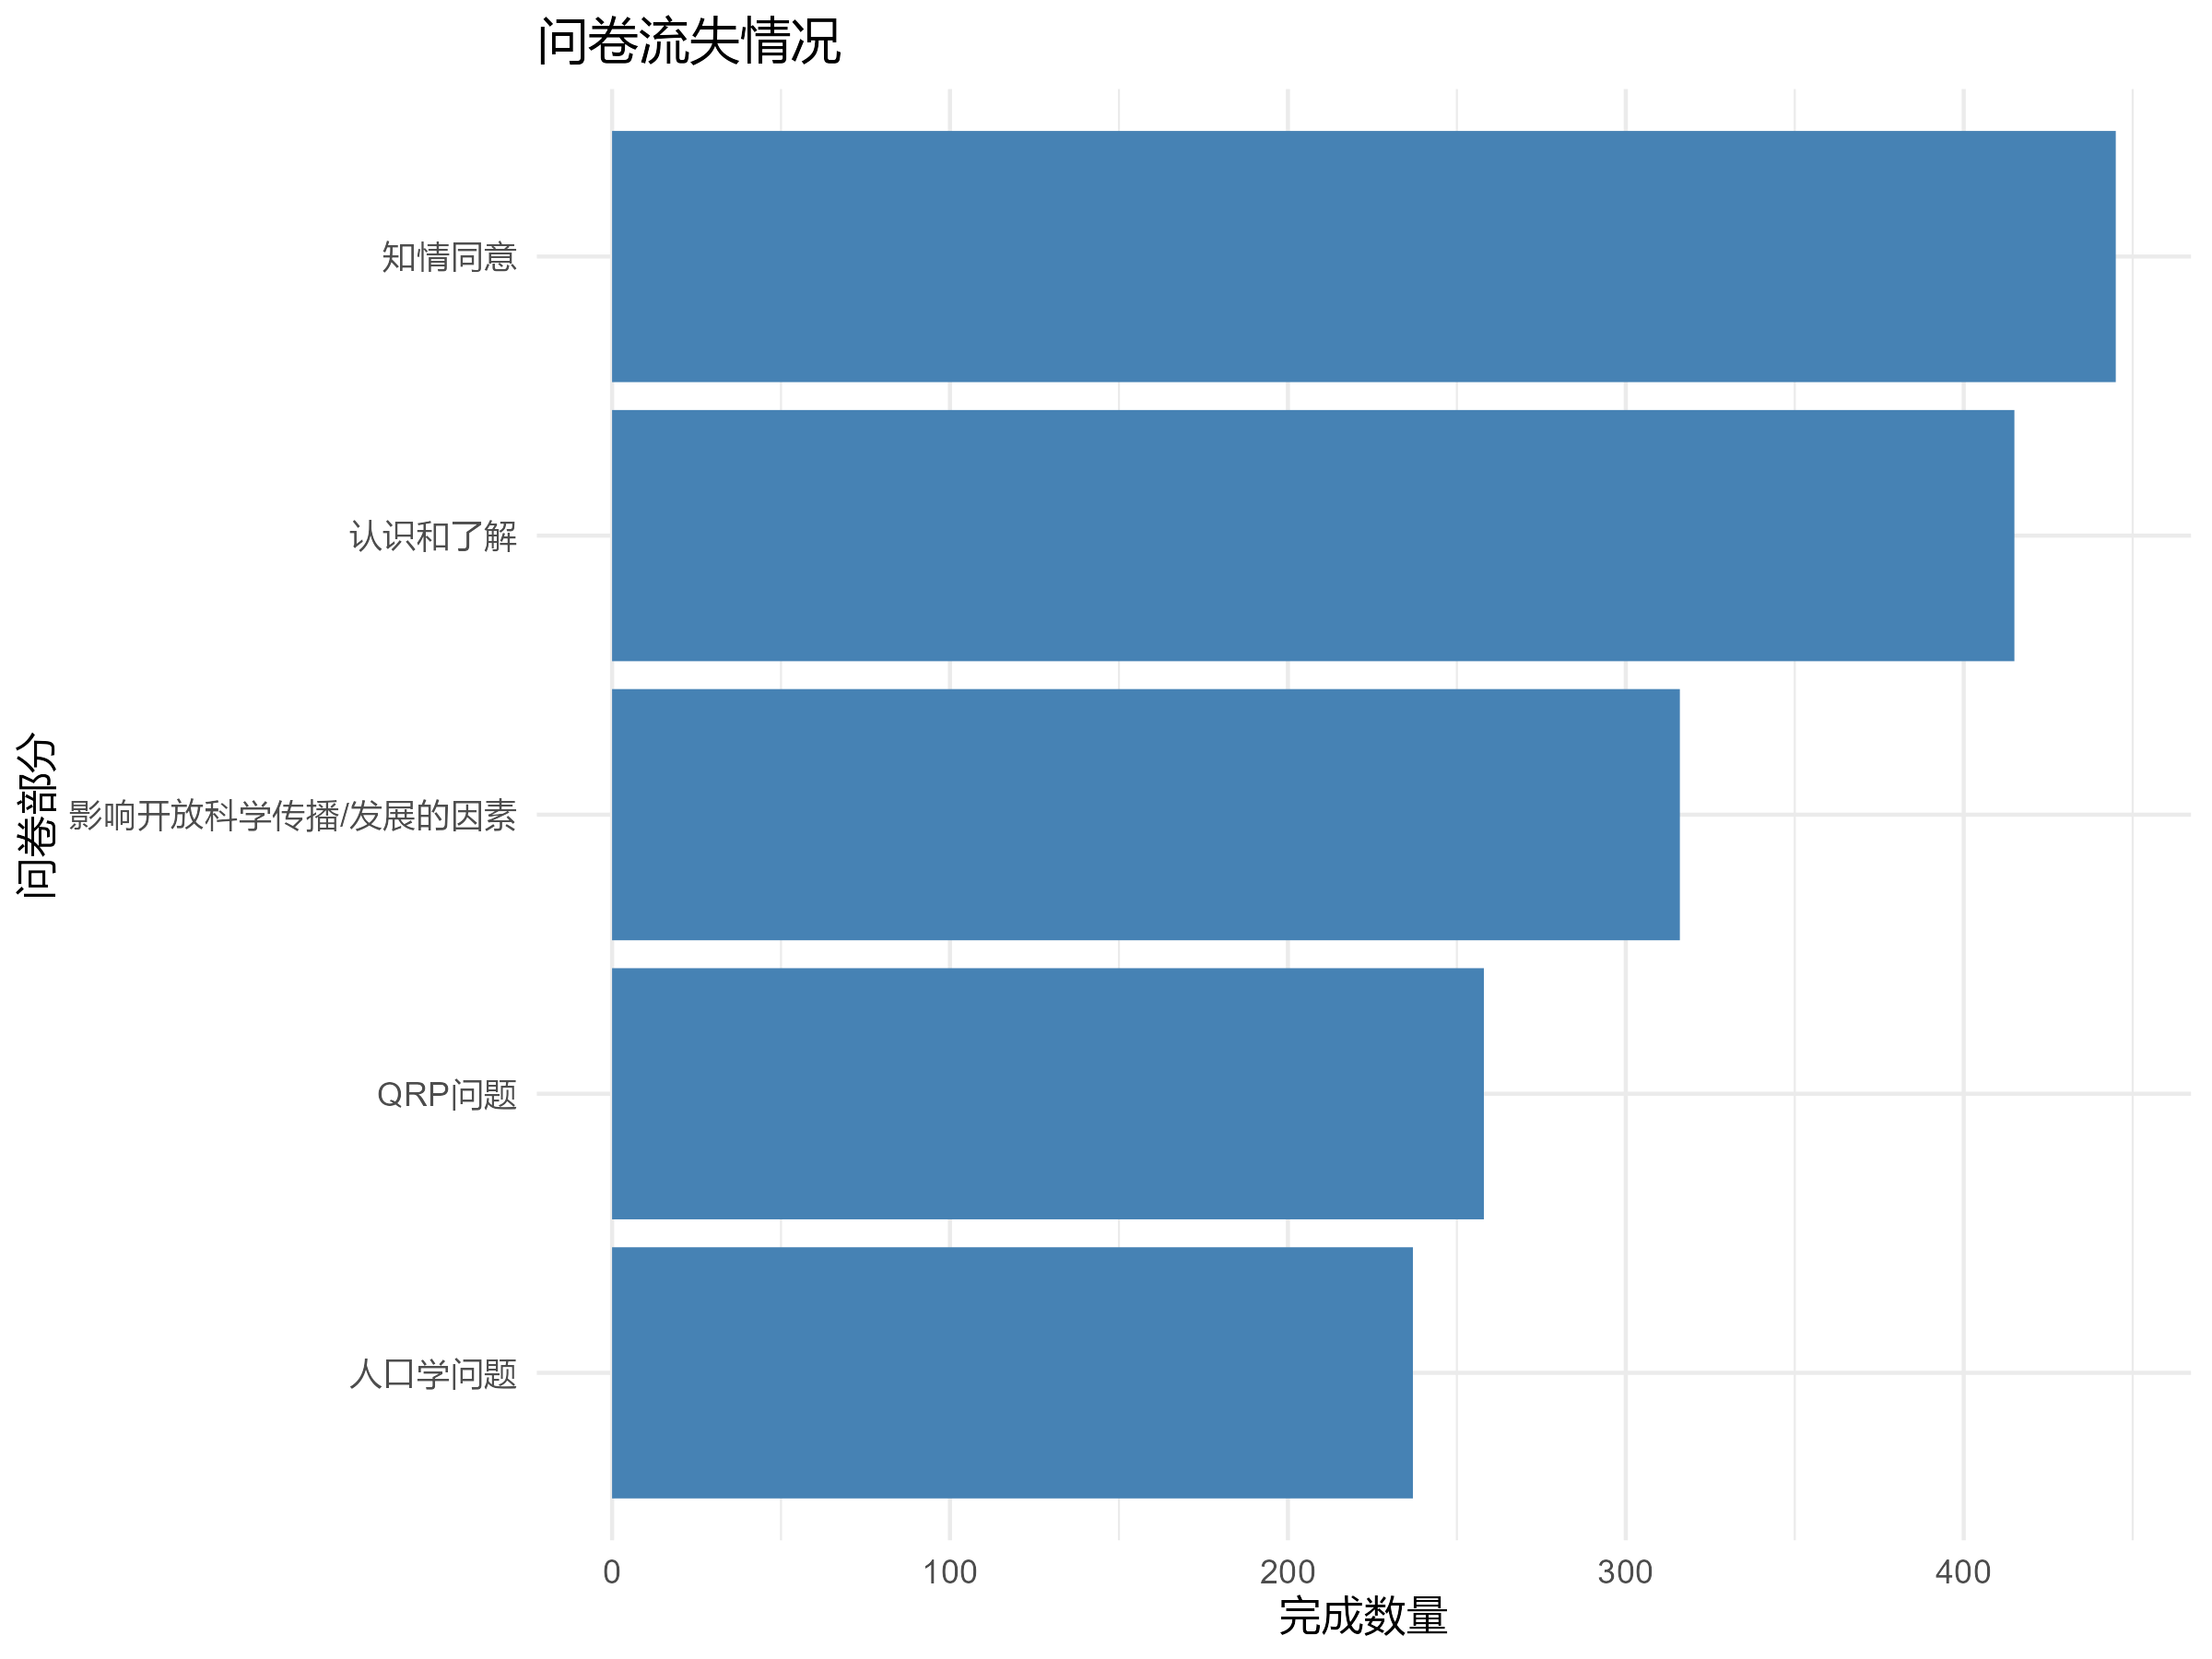 问卷流失情况
问卷部分
知情同意
认识和了解
影响开放科学传播/发展的因素
QRP问题
人口学问题
0 100 200 300 400
完成数量